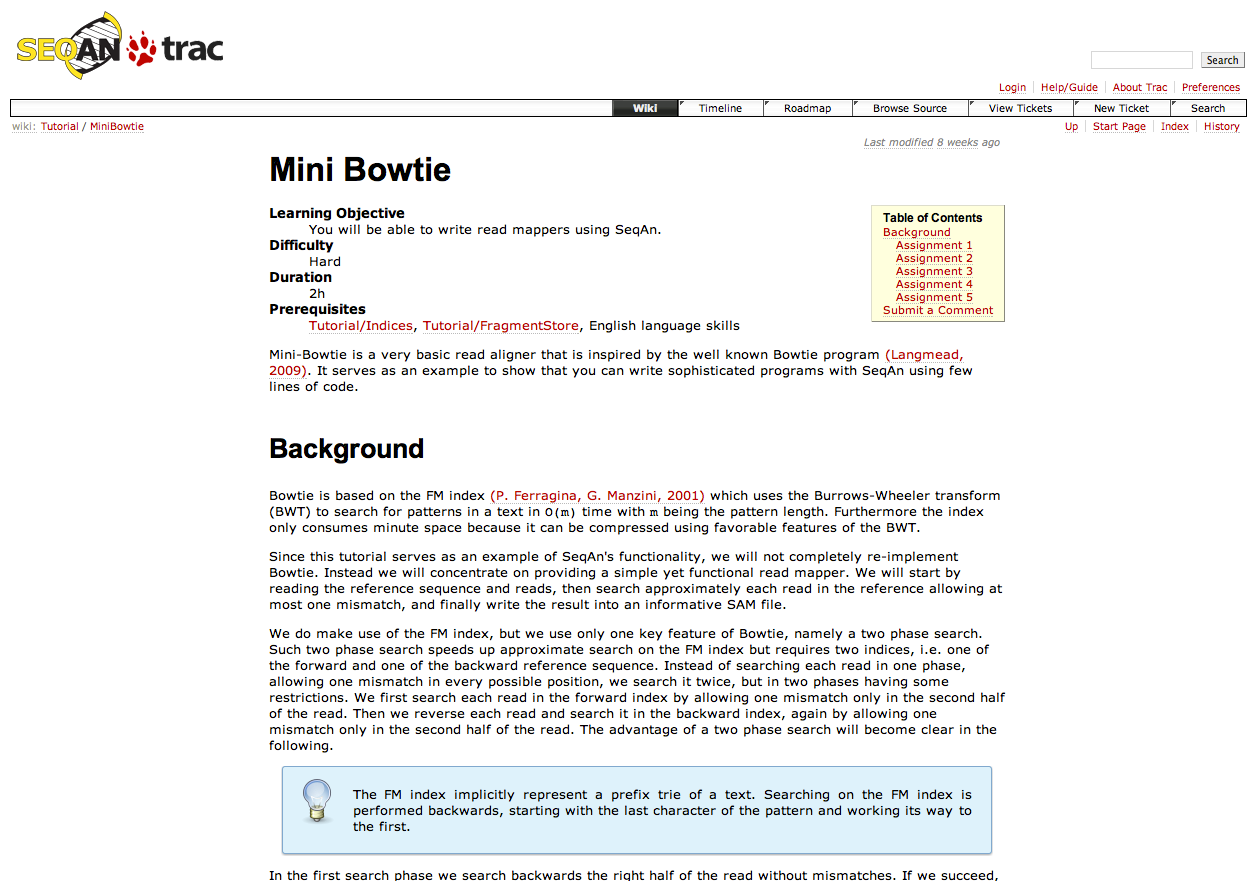 SEQAN trac
Search
Login Help/Guide About Trac Preferences
Wiki Timeline Roadmap Browse Source View Tickets New Ticket Search
wiki: Tutorial / MiniBowtie
Up Start Page Index History
Last modified 8 weeks ago
Mini Bowtie
Learning Objective
You will be able to write read mappers using SeqAn.
Difficulty
Hard
Duration
2h
Prerequisites
Tutorial/Indices, Tutorial/FragmentStore, English language skills
Table of Contents
Background
Assignment 1
Assignment 2
Assignment 3
Assignment 4
Assignment 5
Submit a Comment
Mini-Bowtie is a very basic read aligner that is inspired by the well known Bowtie program (Langmead,
2009). It serves as an example to show that you can write sophisticated programs with SeqAn using few
lines of code.
Background
Bowtie is based on the FM index (P. Ferragina, G. Manzini, 2001) which uses the Burrows-Wheeler transform
(BWT) to search for patterns in a text in O(m) time with m being the pattern length. Furthermore the index
only consumes minute space because it can be compressed using favorable features of the BWT.
Since this tutorial serves as an example of SeqAn's functionality, we will not completely re-implement
Bowtie. Instead we will concentrate on providing a simple yet functional read mapper. We will start by
reading the reference sequence and reads, then search approximately each read in the reference allowing at
most one mismatch, and finally write the result into an informative SAM file.
We do make use of the FM index, but we use only one key feature of Bowtie, namely a two phase search.
Such two phase search speeds up approximate search on the FM index but requires two indices, i.e. one of
the forward and one of the backward reference sequence. Instead of searching each read in one phase,
allowing one mismatch in every possible position, we search it twice, but in two phases having some
restrictions. We first search each read in the forward index by allowing one mismatch only in the second half
of the read. Then we reverse each read and search it in the backward index, again by allowing one
mismatch only in the second half of the read. The advantage of a two phase search will become clear in the
following.
The FM index implicitly represent a prefix trie of a text. Searching on the FM index is
performed backwards, starting with the last character of the pattern and working its way to
the first.
In the first search phase we search backwards the right half of the read without mismatches. If we succeed,